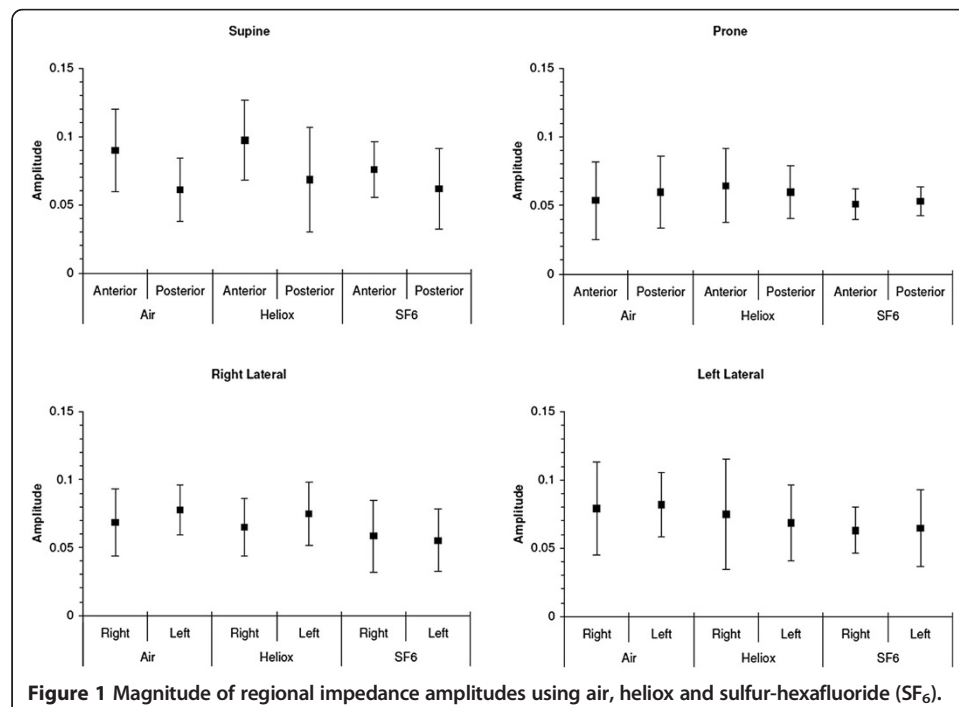 Supine
0.15
0.1
0.05
0
Amplitude
Anterior Posterior Anterior Posterior Anterior Posterior
Air Heliox SF6
Prone
0.15
0.1
0.05
0
Amplitude
Anterior Posterior Anterior Posterior Anterior Posterior
Air Heliox SF6
Right Lateral
0.15
0.1
0.05
0
Amplitude
Right Left Right Left Right Left
Air Heliox SF6
Left Lateral
0.15
0.1
0.05
0
Amplitude
Right Left Right Left Right Left
Air Heliox SF6
Figure 1 Magnitude of regional impedance amplitudes using air, heliox and sulfur-hexafluoride (SF₆).